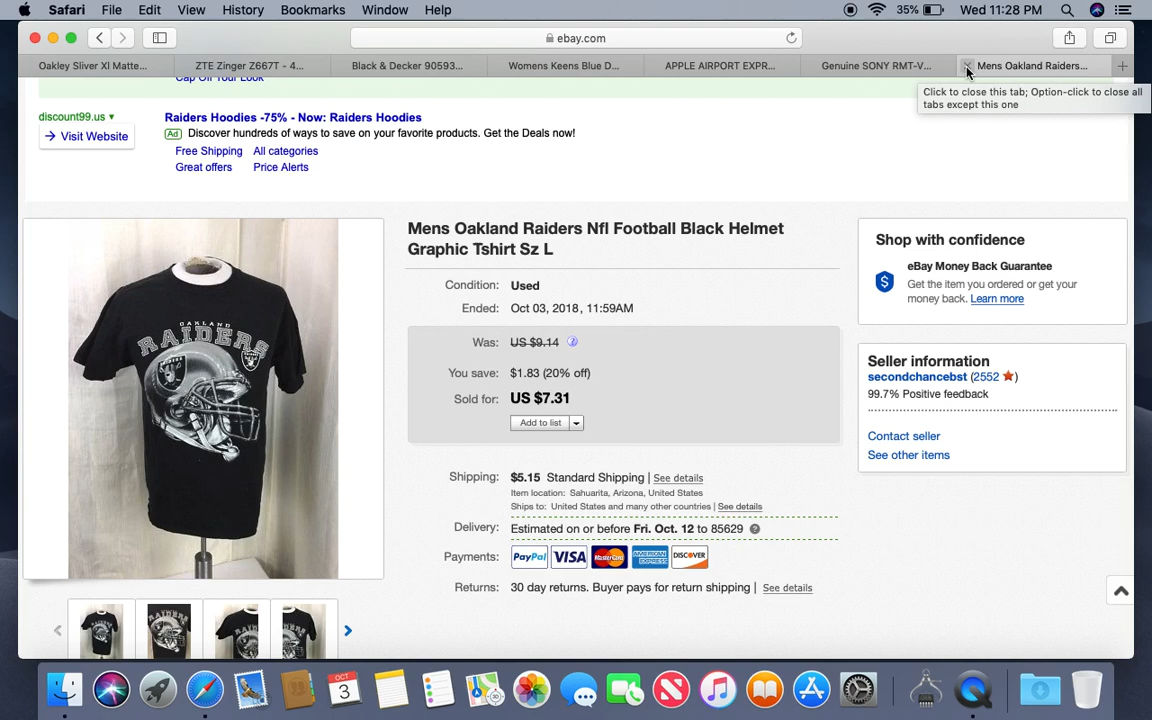 Safari File Edit View History Bookmarks Window Help 35% Wed 11:28 PM
ebay.com
Oakley Sliver XI Matte... ZTE Zinger Z667T - 4... Black & Decker 90593... Womens Keens Blue D... APPLE AIRPORT EXPR... Genuine SONY RMT-V... Mens Oakland Raiders...
Cap Off Your Look
Click to close this tab; Option-click to close all
tabs except this one
discount99.us
Raiders Hoodies -75% - Now: Raiders Hoodies
Visit Website
Ad Discover hundreds of ways to save on your favorite products. Get the Deals now!
Free Shipping All categories
Great offers Price Alerts
Mens Oakland Raiders Nfl Football Black Helmet
Graphic Tshirt Sz L
Condition: Used
Ended: Oct 03, 2018, 11:59AM
Was: US $9.14
You save: $1.83 (20% off)
Sold for: US $7.31
Add to list
Shipping: $5.15 Standard Shipping | See details
Item location: Sahuarita, Arizona, United States
Ships to: United States and many other countries | See details
Delivery: Estimated on or before Fri. Oct. 12 to 85629
Payments: PayPal VISA MasterCard AMERICAN EXPRESS DISCOVER
Returns: 30 day returns. Buyer pays for return shipping | See details
Shop with confidence
eBay Money Back Guarantee
Get the item you ordered or get your
money back. Learn more
Seller information
secondchancebst (2552)
99.7% Positive feedback
Contact seller
See other items
OAKLAND
RAIDERS
OCT
3